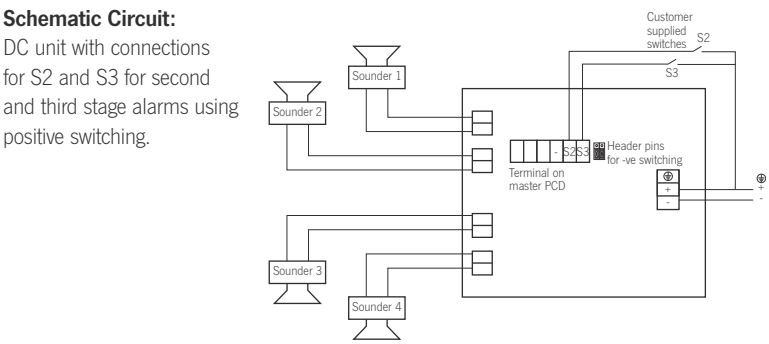 Schematic Circuit:
DC unit with connections
for S2 and S3 for second
and third stage alarms using
positive switching.
Customer
supplied
switches
S2
S3
Sounder 1
Sounder 2
- S2 S3
Header pins
for -ve switching
Terminal on
master PCD
+
-
+
-
Sounder 3
Sounder 4